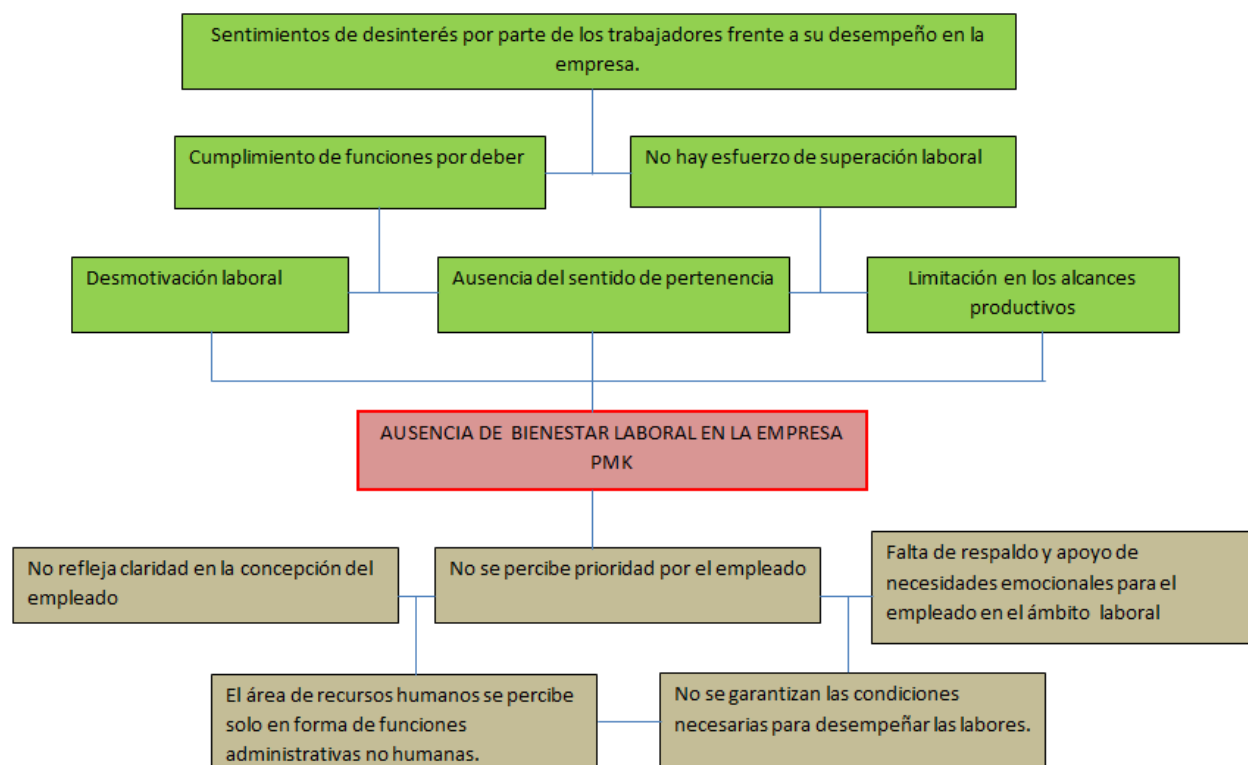 Sentimientos de desinterés por parte de los trabajadores frente a su desempeño en la
empresa.
Cumplimiento de funciones por deber
No hay esfuerzo de superación laboral
Desmotivación laboral
Ausencia del sentido de pertenencia
Limitación en los alcances
productivos
AUSENCIA DE BIENESTAR LABORAL EN LA EMPRESA
PMK
No refleja claridad en la concepción del
empleado
No se percibe prioridad por el empleado
Falta de respaldo y apoyo de
necesidades emocionales para el
empleado en el ámbito laboral
El área de recursos humanos se percibe
solo en forma de funciones
administrativas no humanas.
No se garantizan las condiciones
necesarias para desempeñar las labores.